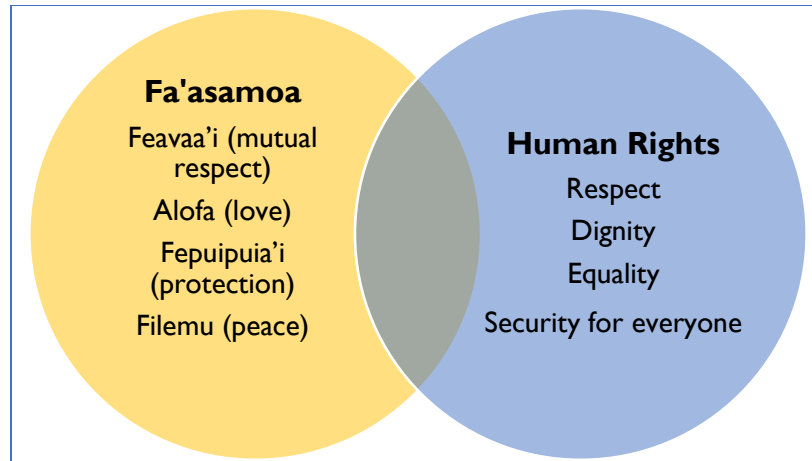 Fa'asamoa
Feavaa’i (mutual
respect)
Alofa (love)
Fepuipuia’i
(protection)
Filemu (peace)
Human Rights
Respect
Dignity
Equality
Security for everyone